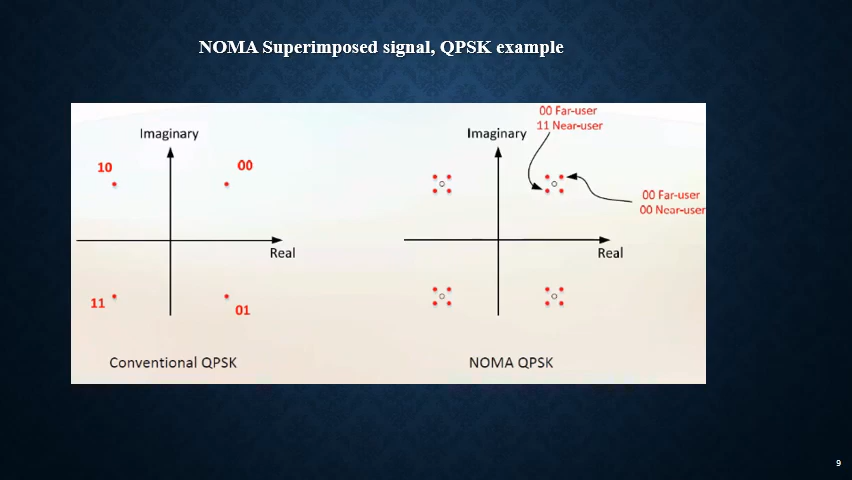 NOMA Superimposed signal, QPSK example
Imaginary
10
00
Real
11
01
Conventional QPSK
00 Far-user
11 Near-user
Imaginary
00 Far-user
00 Near-user
Real
NOMA QPSK
9